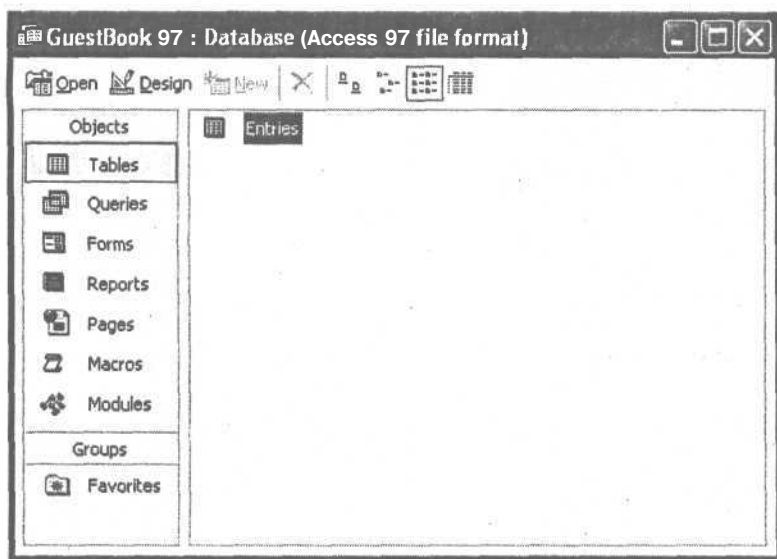 GuestBook 97 : Database (Access 97 file format)
Open Design New
Objects
Entries
Tables
Queries
Forms
Reports
Pages
Macros
Modules
Groups
Favorites